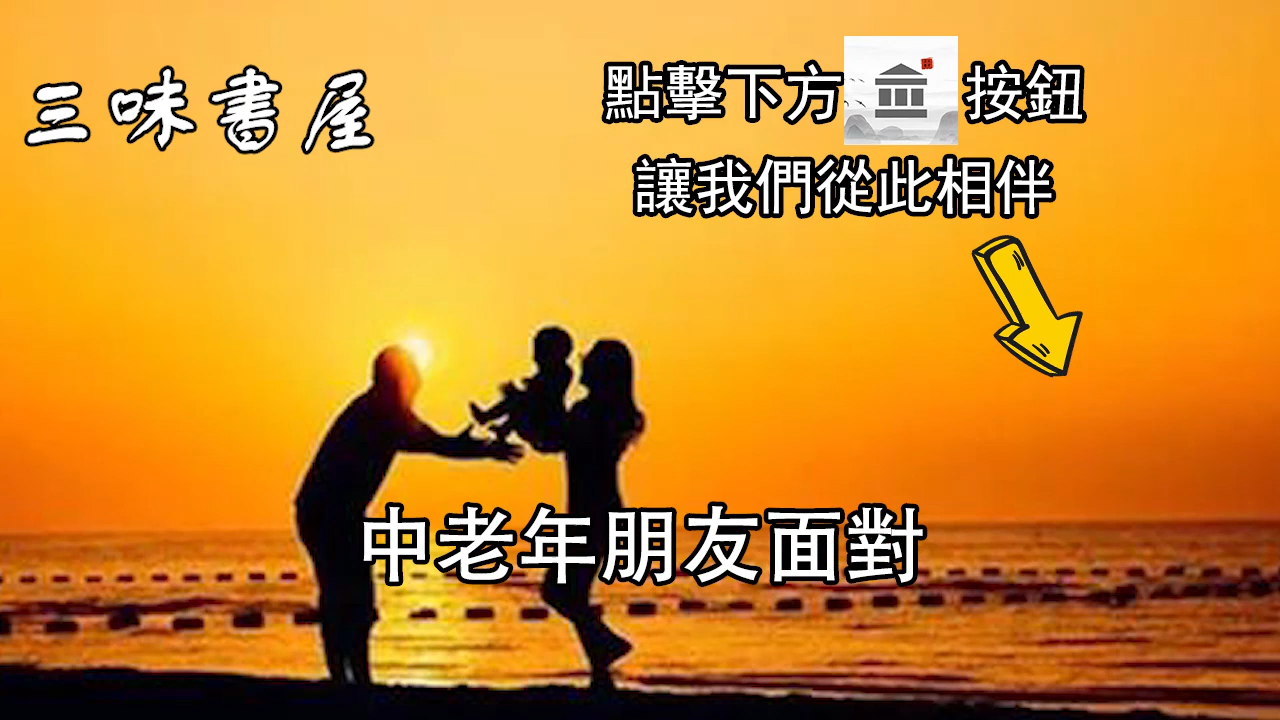 三味書屋
點擊下方 按鈕
讓我們從此相伴
中老年朋友面對